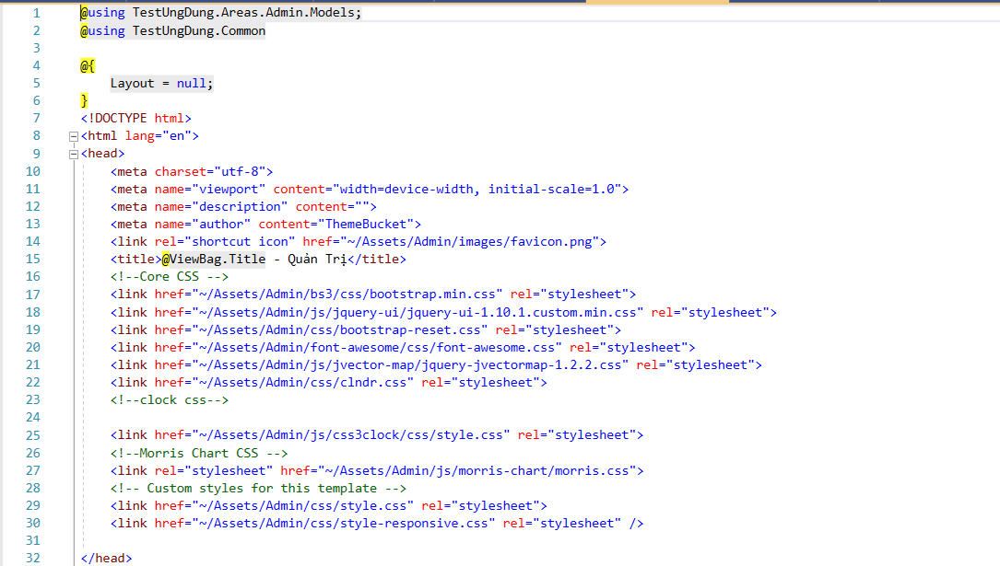 1 @using TestUngDung.Areas.Admin.Models;
2 @using TestUngDung.Common
3
4 @{
5 Layout = null;
6 }
7 <!DOCTYPE html>
8 <html lang="en">
9 <head>
10 <meta charset="utf-8">
11 <meta name="viewport" content="width=device-width, initial-scale=1.0">
12 <meta name="description" content="">
13 <meta name="author" content="ThemeBucket">
14 <link rel="shortcut icon" href="~/Assets/Admin/images/favicon.png">
15 <title>@ViewBag.Title - Quản Trị</title>
16 <!--Core CSS -->
17 <link href="~/Assets/Admin/bs3/css/bootstrap.min.css" rel="stylesheet">
18 <link href="~/Assets/Admin/js/jquery-ui/jquery-ui-1.10.1.custom.min.css" rel="stylesheet">
19 <link href="~/Assets/Admin/css/bootstrap-reset.css" rel="stylesheet">
20 <link href="~/Assets/Admin/font-awesome/css/font-awesome.css" rel="stylesheet">
21 <link href="~/Assets/Admin/js/jvector-map/jquery-jvectormap-1.2.2.css" rel="stylesheet">
22 <link href="~/Assets/Admin/css/clndr.css" rel="stylesheet">
23 <!--clock css-->
24
25 <link href="~/Assets/Admin/js/css3clock/css/style.css" rel="stylesheet">
26 <!--Morris Chart CSS -->
27 <link rel="stylesheet" href="~/Assets/Admin/js/morris-chart/morris.css">
28 <!-- Custom styles for this template -->
29 <link href="~/Assets/Admin/css/style.css" rel="stylesheet">
30 <link href="~/Assets/Admin/css/style-responsive.css" rel="stylesheet" />
31
32 </head>